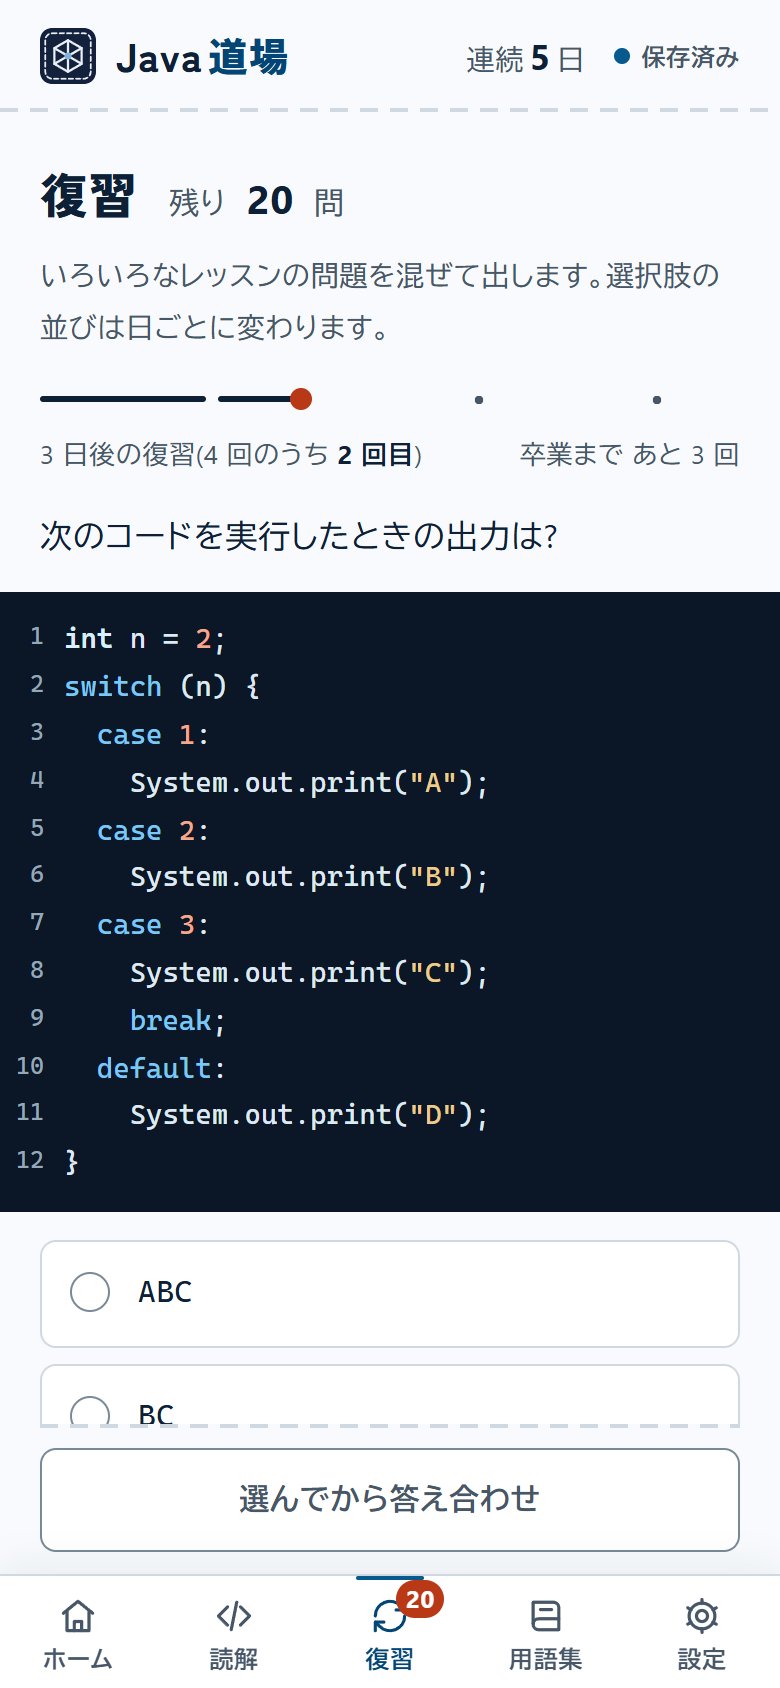 Java 道場
連続 5 日
保存済み
復習 残り 20 問
いろいろなレッスンの問題を混ぜて出します。選択肢の
並びは日ごとに変わります。
3 日後の復習(4 回のうち 2 回目)
卒業まで あと 3 回
次のコードを実行したときの出力は?
1 int n = 2;
2 switch (n) {
3   case 1:
4     System.out.print("A");
5   case 2:
6     System.out.print("B");
7   case 3:
8     System.out.print("C");
9     break;
10   default:
11     System.out.print("D");
12 }
ABC
BC
選んでから答え合わせ
20
ホーム
読解
復習
用語集
設定